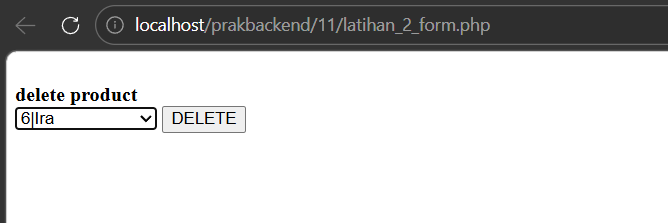 localhost/prakbackend/11/latihan_2_form.php
delete product
6|Ira DELETE